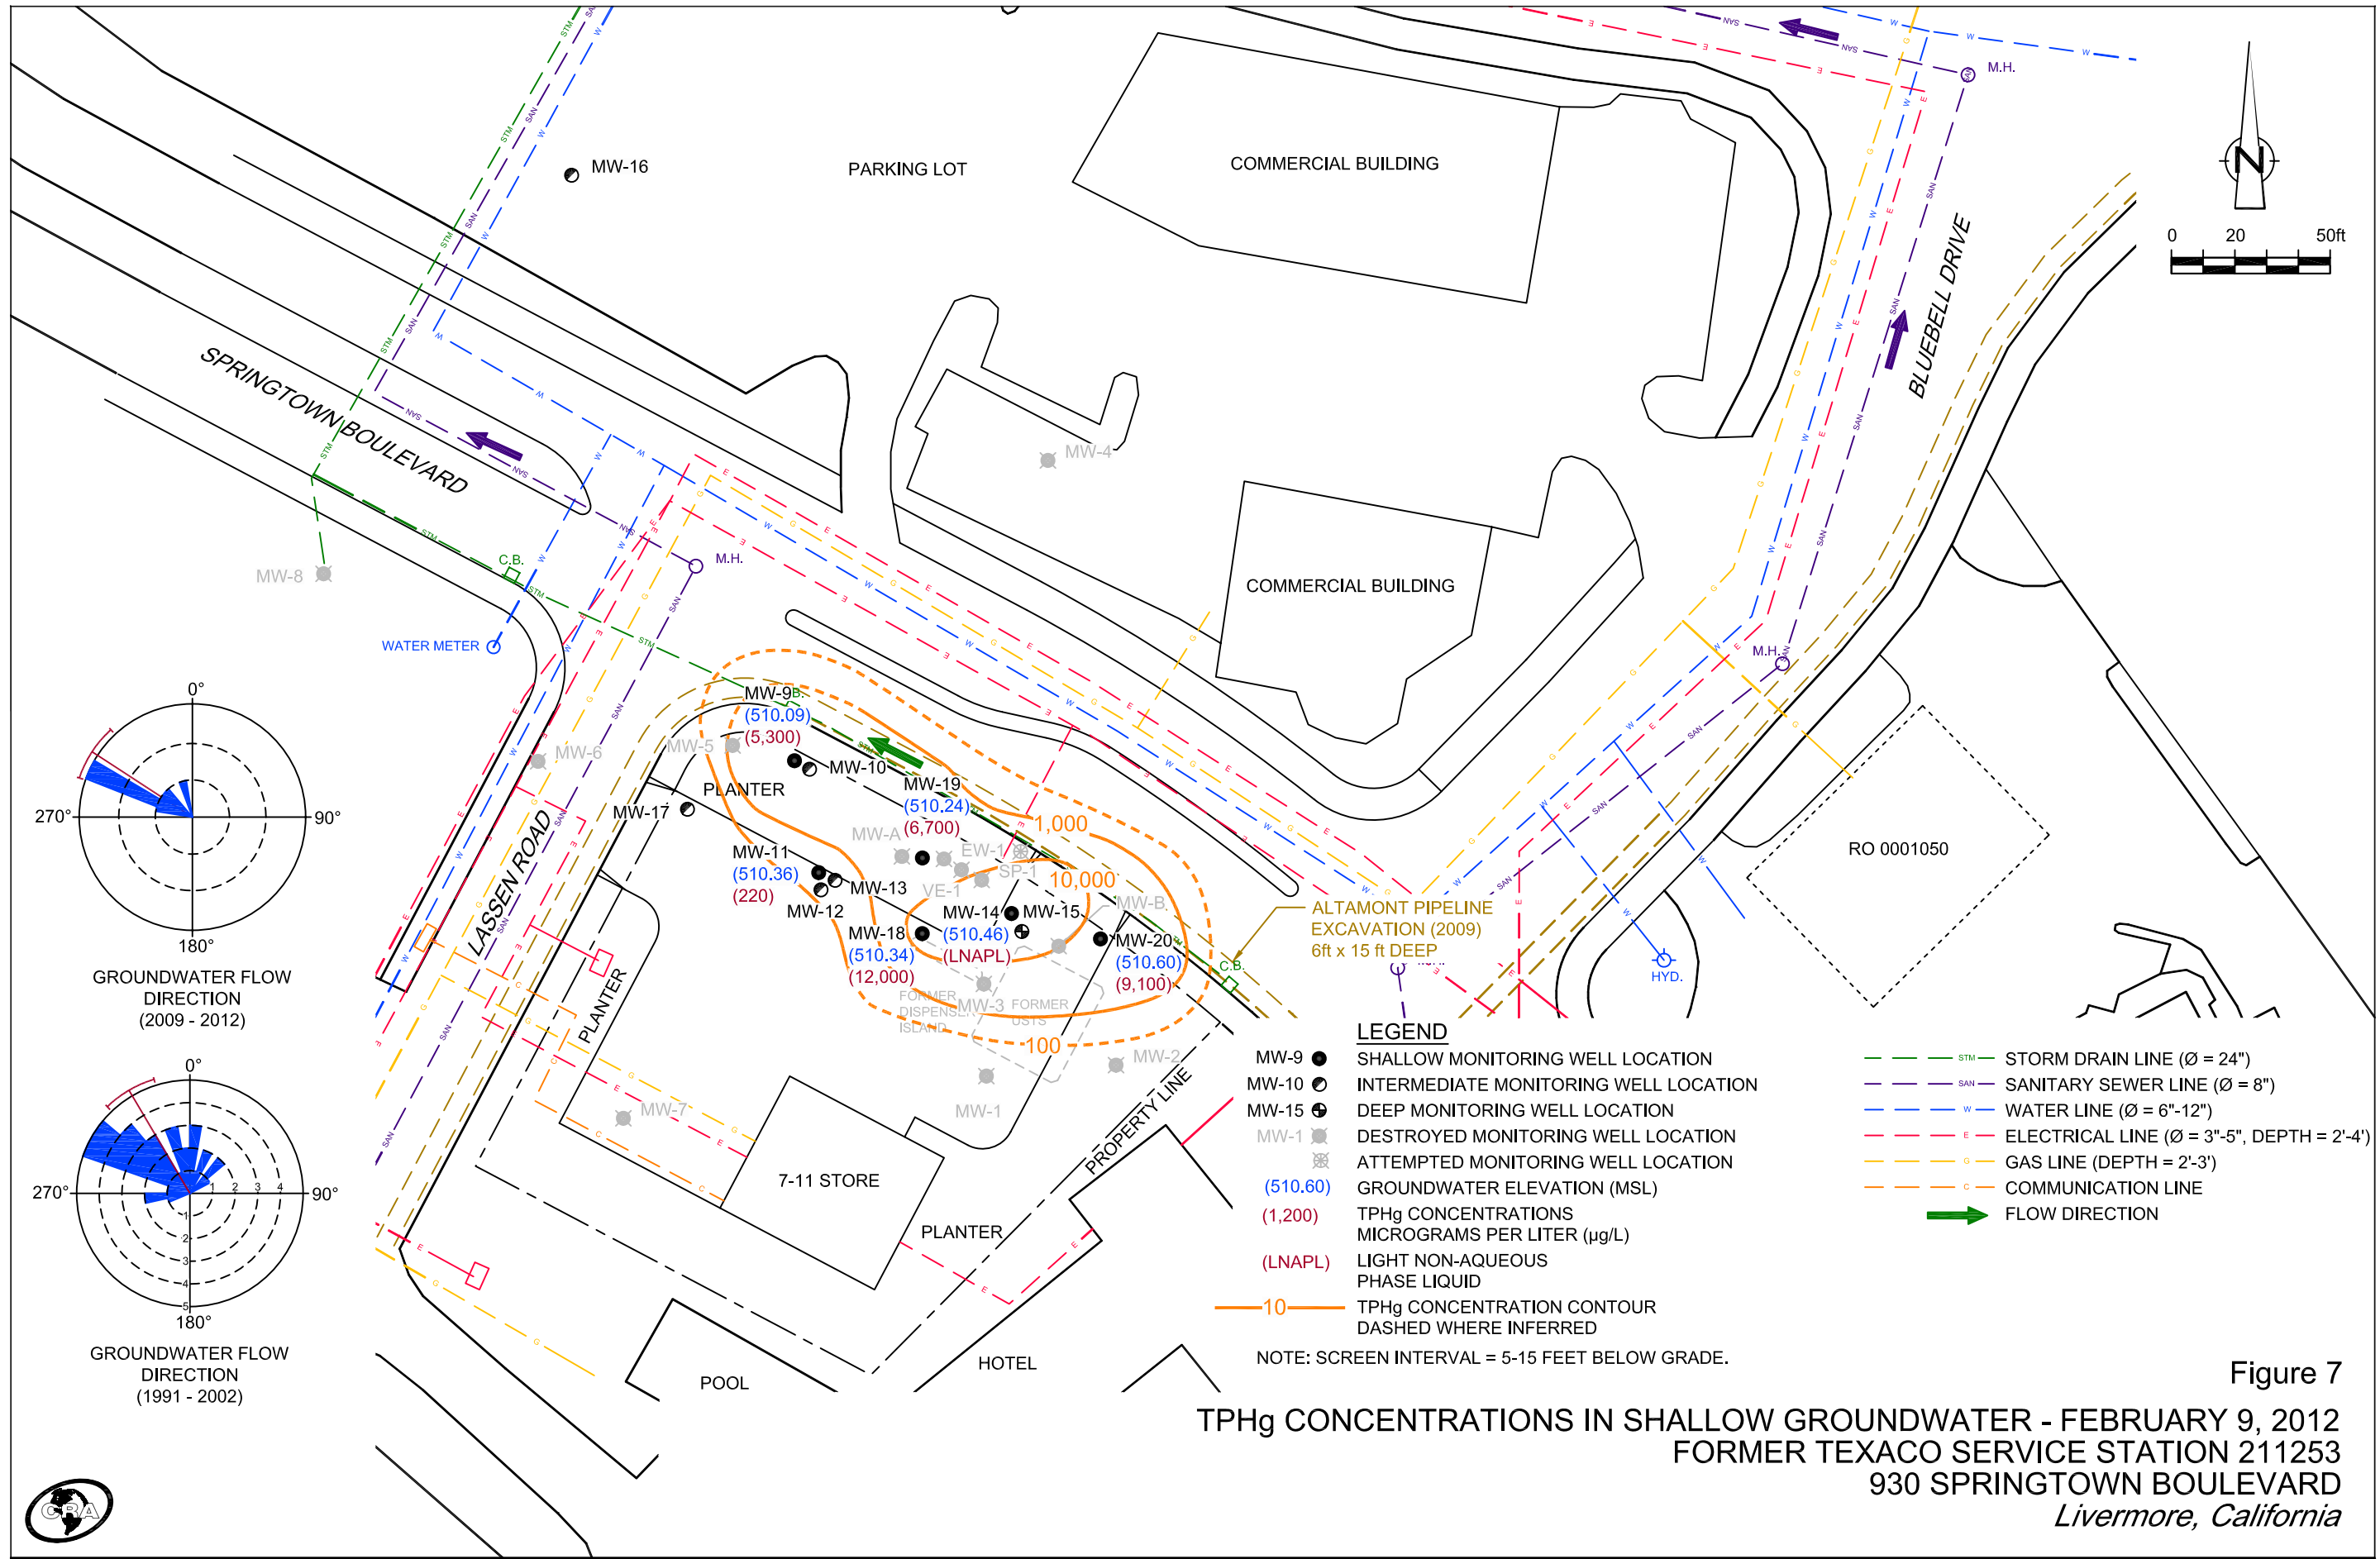 MW-16
PARKING LOT
COMMERCIAL BUILDING
M.H.
N
0 20 50ft
BLUEBELL DRIVE
SPRINGTOWN BOULEVARD
MW-4
MW-8
C.B.
M.H.
COMMERCIAL BUILDING
WATER METER
M.H.
0°
270°
90°
180°
GROUNDWATER FLOW
DIRECTION
(2009 - 2012)
MW-9
(510.09)
(5,300)
MW-5
MW-6
MW-10
PLANTER
MW-17
MW-19
(510.24)
(6,700)
1,000
MW-A
EW-1
SP-1
VE-1
10,000
MW-11
(510.36)
(220)
MW-13
MW-12
MW-14
(510.46)
(LNAPL)
MW-15
MW-B
MW-18
(510.34)
(12,000)
MW-20
(510.60)
(9,100)
C.B.
FORMER
DISPENSER
ISLAND
MW-3
FORMER
USTS
100
MW-2
MW-1
MW-7
LASSEN ROAD
PLANTER
7-11 STORE
PLANTER
PROPERTY LINE
POOL
HOTEL
RO 0001050
ALTAMONT PIPELINE
EXCAVATION (2009)
6ft x 15 ft DEEP
HYD.
0°
270°
90°
180°
1 2 3 4
1
2
3
4
5
GROUNDWATER FLOW
DIRECTION
(1991 - 2002)
LEGEND
MW-9 SHALLOW MONITORING WELL LOCATION
MW-10 INTERMEDIATE MONITORING WELL LOCATION
MW-15 DEEP MONITORING WELL LOCATION
MW-1 DESTROYED MONITORING WELL LOCATION
ATTEMPTED MONITORING WELL LOCATION
(510.60) GROUNDWATER ELEVATION (MSL)
(1,200) TPHg CONCENTRATIONS
MICROGRAMS PER LITER (µg/L)
(LNAPL) LIGHT NON-AQUEOUS
PHASE LIQUID
10 TPHg CONCENTRATION CONTOUR
DASHED WHERE INFERRED
NOTE: SCREEN INTERVAL = 5-15 FEET BELOW GRADE.
STM STORM DRAIN LINE (Ø = 24")
SAN SANITARY SEWER LINE (Ø = 8")
W WATER LINE (Ø = 6"-12")
E ELECTRICAL LINE (Ø = 3"-5", DEPTH = 2'-4')
G GAS LINE (DEPTH = 2'-3')
C COMMUNICATION LINE
FLOW DIRECTION
Figure 7
TPHg CONCENTRATIONS IN SHALLOW GROUNDWATER - FEBRUARY 9, 2012
FORMER TEXACO SERVICE STATION 211253
930 SPRINGTOWN BOULEVARD
Livermore, California
CRA